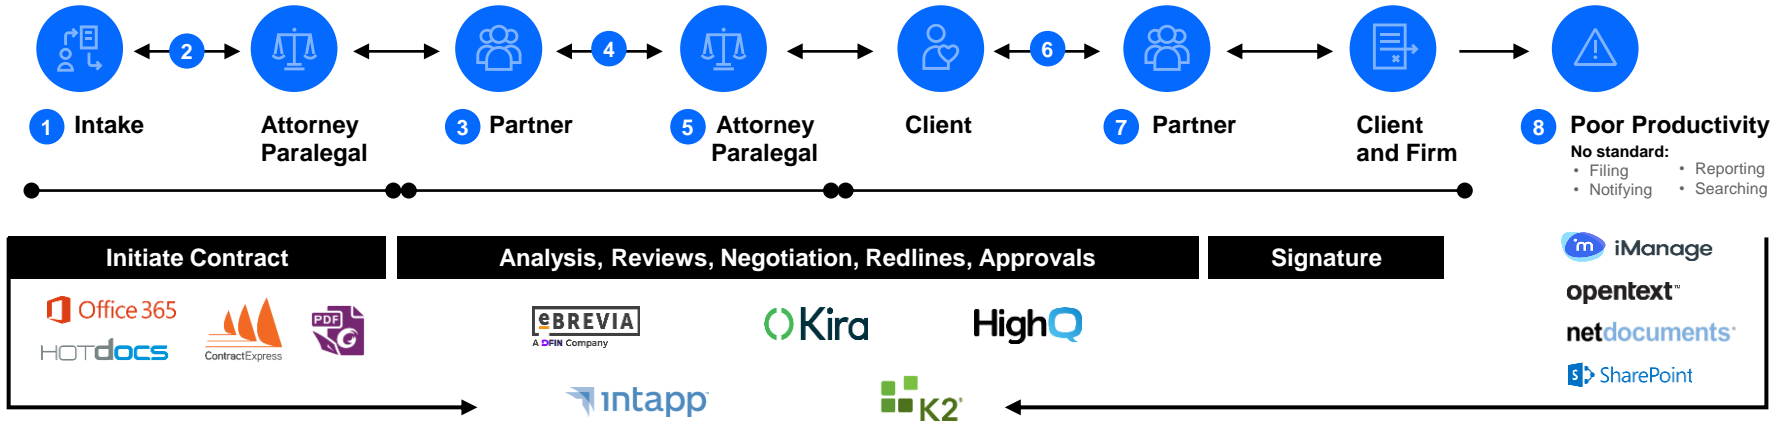 2
4
6
1 Intake
Attorney
Paralegal
3 Partner
5 Attorney
Paralegal
Client
7 Partner
Client
and Firm
8 Poor Productivity
No standard:
• Filing
• Reporting
• Notifying
• Searching
Initiate Contract
Analysis, Reviews, Negotiation, Redlines, Approvals
Signature
Office 365
HOTDOCS
ContractExpress
PDF
eBREVIA
A DFIN Company
Kira
HighQ
intapp
K2
im iManage
opentext™
netdocuments
S SharePoint